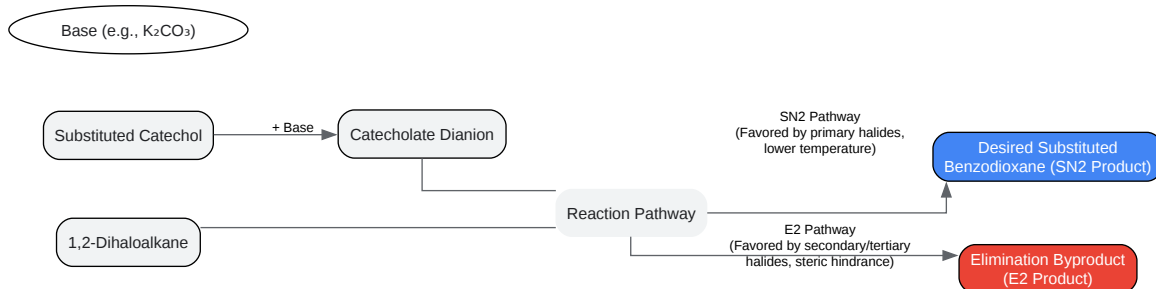 Base (e.g., K₂CO₃)
Substituted Catechol
+ Base
Catecholate Dianion
SN2 Pathway
(Favored by primary halides,
lower temperature)
Desired Substituted
Benzodioxane (SN2 Product)
1,2-Dihaloalkane
Reaction Pathway
E2 Pathway
(Favored by secondary/tertiary
halides, steric hindrance)
Elimination Byproduct
(E2 Product)